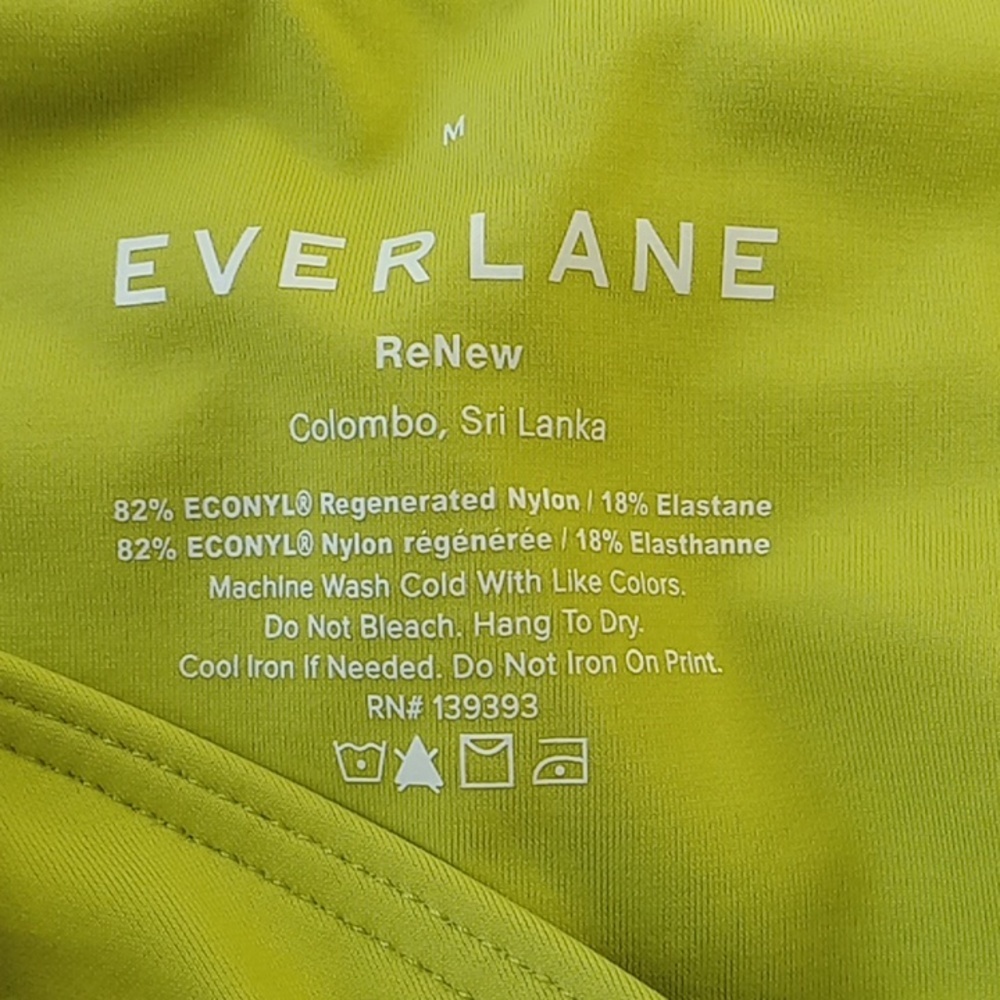 M
EVERLANE
ReNew
Colombo, Sri Lanka
82% ECONYL® Regenerated Nylon / 18% Elastane
82% ECONYL® Nylon régénérée / 18% Elasthanne
Machine Wash Cold With Like Colors.
Do Not Bleach. Hang To Dry.
Cool Iron If Needed. Do Not Iron On Print.
RN# 139393